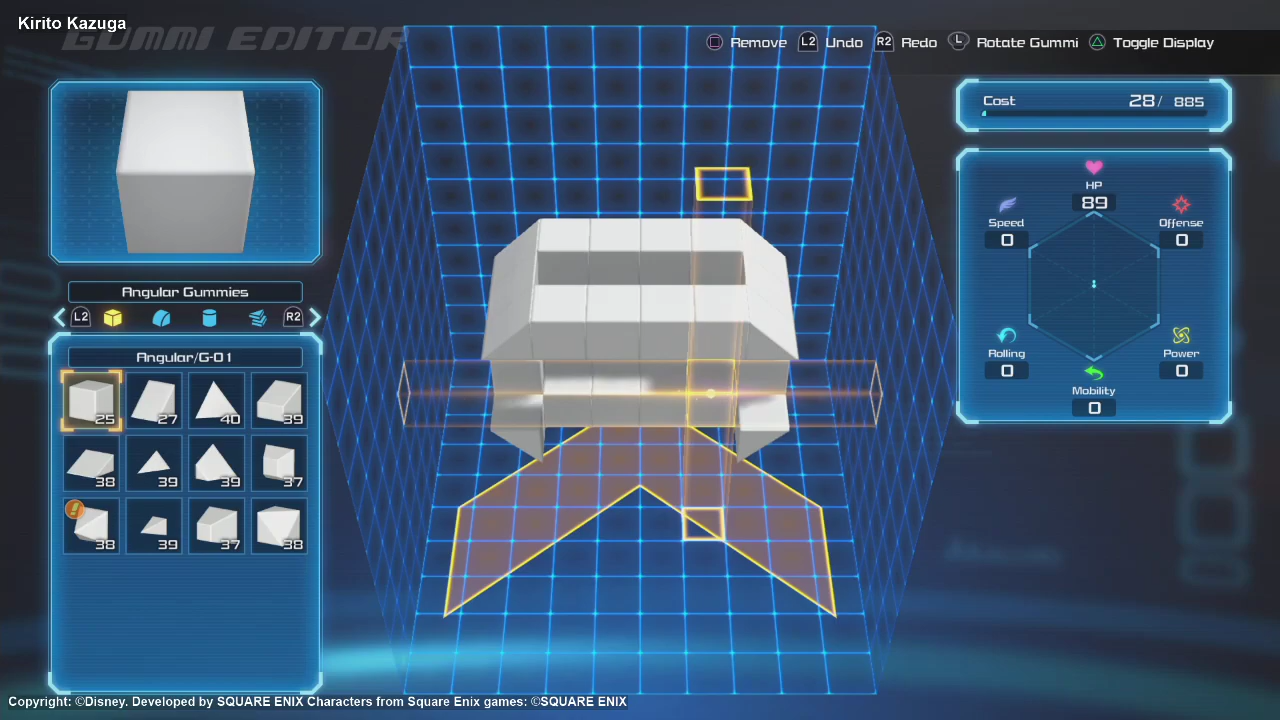 Kirito Kazuga
GUMMI EDITOR
Remove L2 Undo R2 Redo L Rotate Gummi Toggle Display
Cost 28/ 885
HP
89
Speed
0
Offense
0
Rolling
0
Power
0
Mobility
0
Angular Gummies
L2 R2
Angular/G-01
25 27 40 39
38 39 39 37
38 39 37 38
Copyright: ©Disney. Developed by SQUARE ENIX Characters from Square Enix games: ©SQUARE ENIX